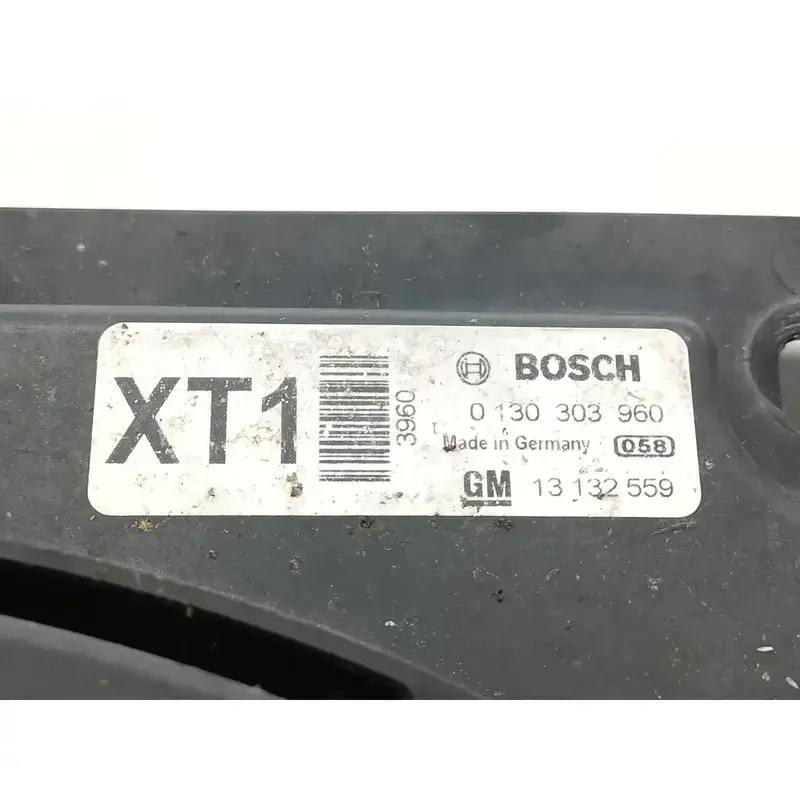 XT1
3960
BOSCH
0 130 303 960
Made in Germany 058
GM 13 132 559